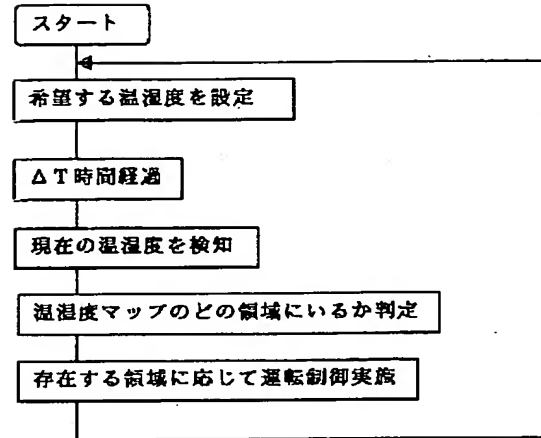 スタート
希望する温湿度を設定
ΔT時間経過
現在の温湿度を検知
温湿度マップのどの領域にいるか判定
存在する領域に応じて運転制御実施